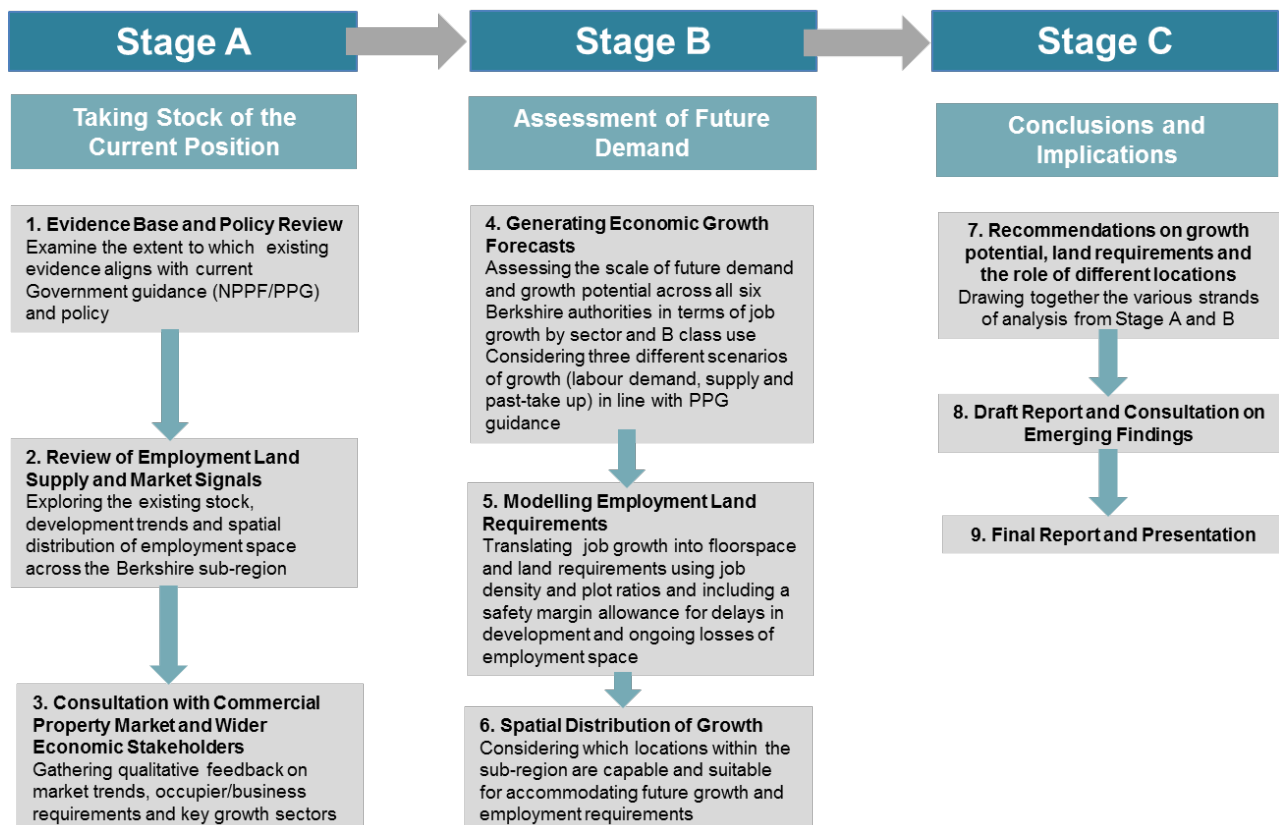 Stage A
Taking Stock of the
Current Position
1. Evidence Base and Policy Review
Examine the extent to which existing
evidence aligns with current
Government guidance (NPPF/PPG)
and policy
2. Review of Employment Land
Supply and Market Signals
Exploring the existing stock,
development trends and spatial
distribution of employment space
across the Berkshire sub-region
3. Consultation with Commercial
Property Market and Wider
Economic Stakeholders
Gathering qualitative feedback on
market trends, occupier/business
requirements and key growth sectors
Stage B
Assessment of Future
Demand
4. Generating Economic Growth
Forecasts
Assessing the scale of future demand
and growth potential across all six
Berkshire authorities in terms of job
growth by sector and B class use
Considering three different scenarios
of growth (labour demand, supply and
past-take up) in line with PPG
guidance
5. Modelling Employment Land
Requirements
Translating job growth into floorspace
and land requirements using job
density and plot ratios and including a
safety margin allowance for delays in
development and ongoing losses of
employment space
6. Spatial Distribution of Growth
Considering which locations within the
sub-region are capable and suitable
for accommodating future growth and
employment requirements
Stage C
Conclusions and
Implications
7. Recommendations on growth
potential, land requirements and
the role of different locations
Drawing together the various strands
of analysis from Stage A and B
8. Draft Report and Consultation on
Emerging Findings
9. Final Report and Presentation